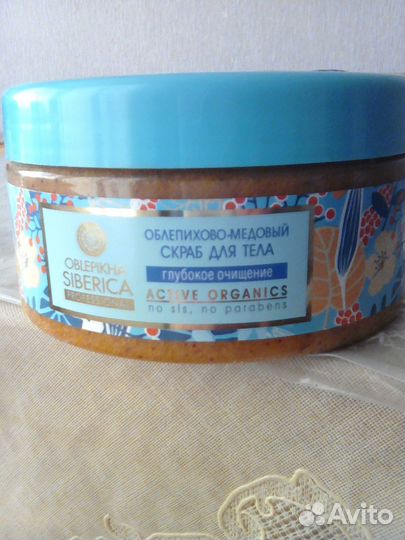 OBLEPIKHA
SIBERICA
PROFESSIONAL
ОБЛЕПИХОВО-МЕДОВЫЙ
СКРАБ ДЛЯ ТЕЛА
глубокое очищение
ACTIVE ORGANICS
no sls, no parabens
Avito